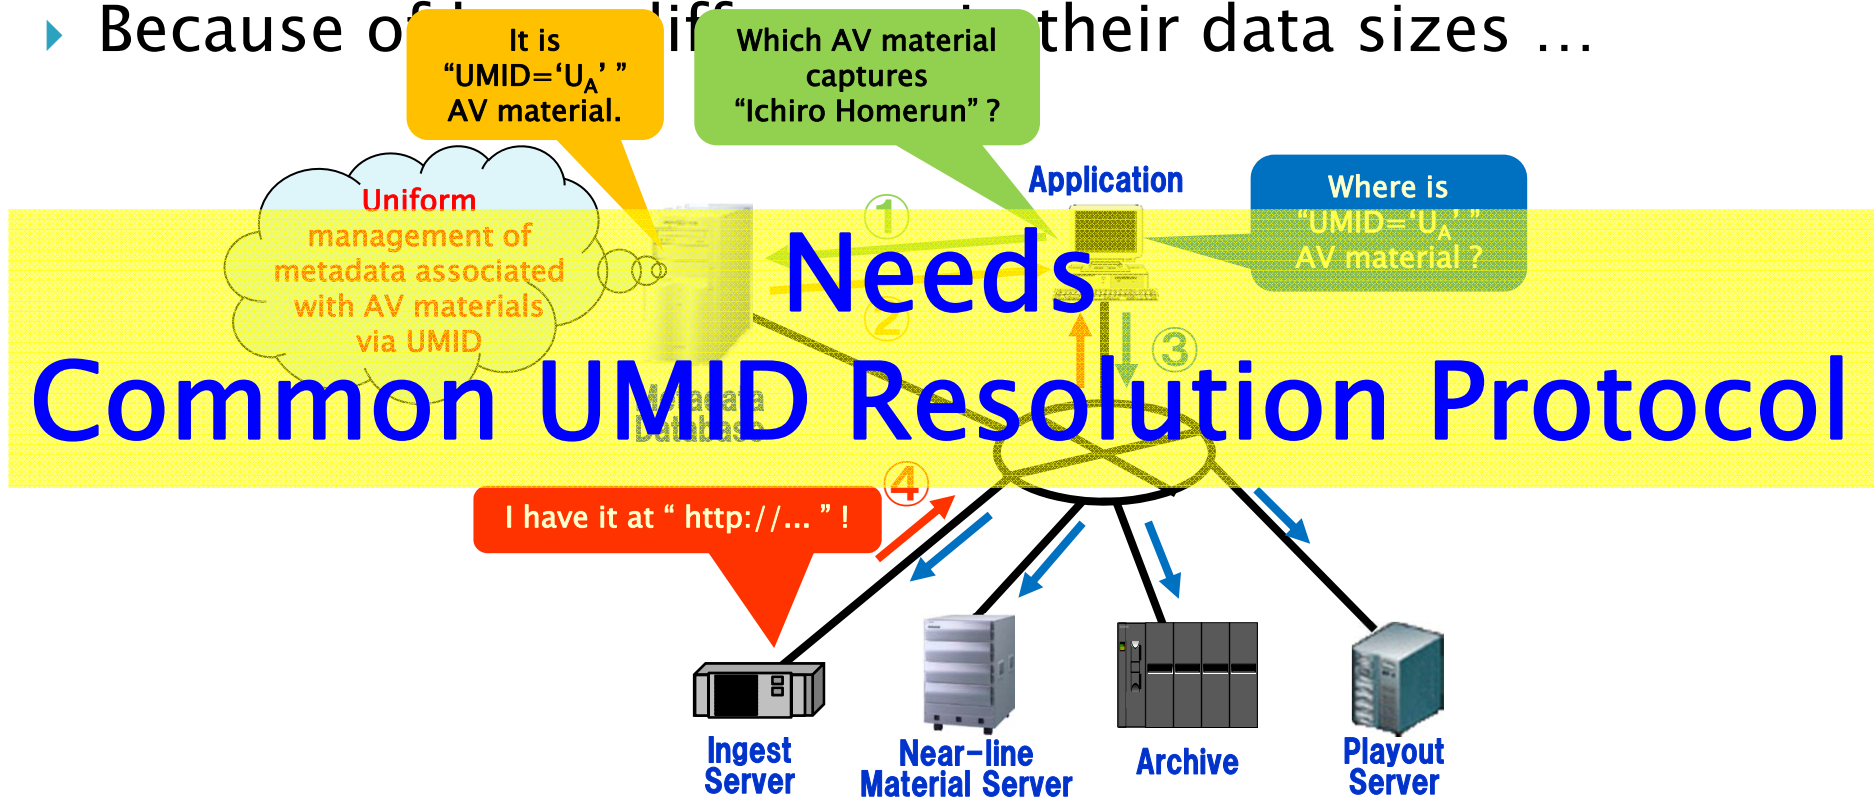 Because of their data sizes …
It is
“UMID=‘UA’ ”
AV material.
Which AV material
captures
“Ichiro Homerun” ?
Application
Where is
“UMID=‘UA’ ”
AV material ?
Uniform
management of
metadata associated
with AV materials
via UMID
①
②
③
Needs
Common UMID Resolution Protocol
Metadata
Database
④
I have it at “ http://... ” !
Ingest
Server
Near-line
Material Server
Archive
Playout
Server